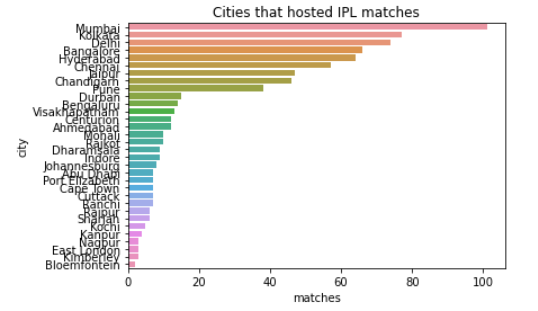 Cities that hosted IPL matches
Mumbai
Kolkata
Delhi
Bangalore
Hyderabad
Chennai
Jaipur
Chandigarh
Pune
Durban
Bengaluru
Visakhapatnam
Centurion
Ahmedabad
Mohali
Rajkot
Dharamsala
Indore
Johannesburg
Abu Dhabi
Port Elizabeth
Cape Town
Cuttack
Ranchi
Raipur
Sharjah
Kochi
Kanpur
Nagpur
East London
Kimberley
Bloemfontein
city
0 20 40 60 80 100
matches